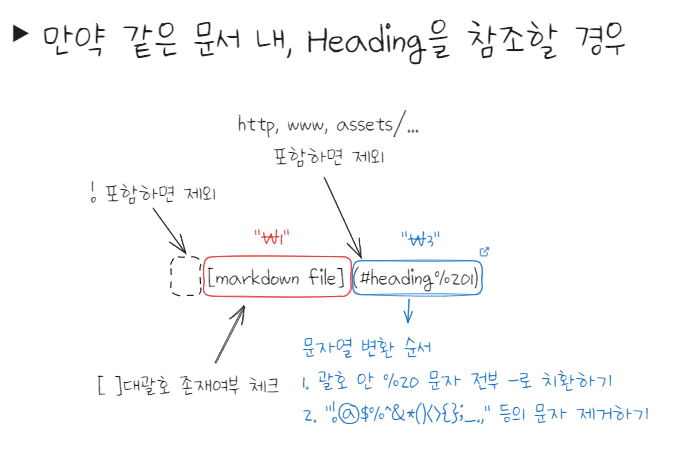 ▶ 만약 같은 문서 내, Heading을 참조할 경우
http, www, assets/...
포함하면 제외
! 포함하면 제외
"₩1"
"₩3"
[markdown file](#heading%201)
[ ]대괄호 존재여부 체크
문자열 변환 순서
1. 괄호 안 %20 문자 전부 -로 치환하기
2. "!@$%^&*()<>{};_.," 등의 문자 제거하기